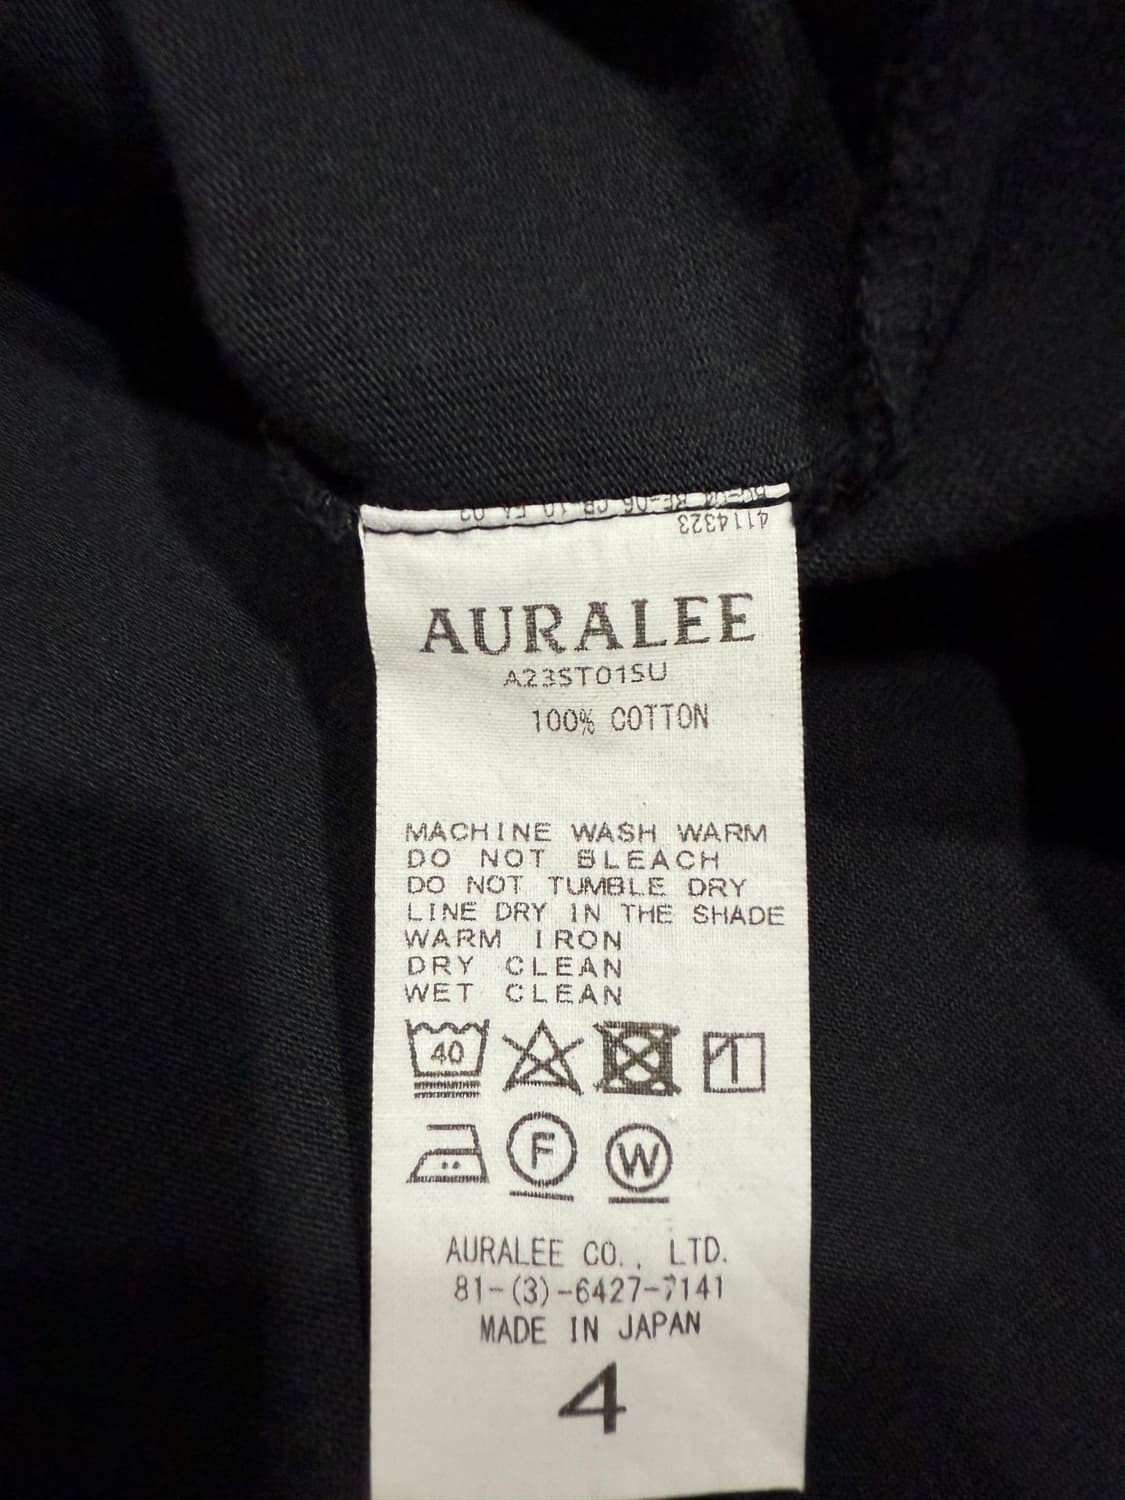 4114323
AURALEE
A23ST01SU
100% COTTON
MACHINE WASH WARM
DO NOT BLEACH
DO NOT TUMBLE DRY
LINE DRY IN THE SHADE
WARM IRON
DRY CLEAN
WET CLEAN
40
F
W
AURALEE CO., LTD.
81-(3)-6427-7141
MADE IN JAPAN
4